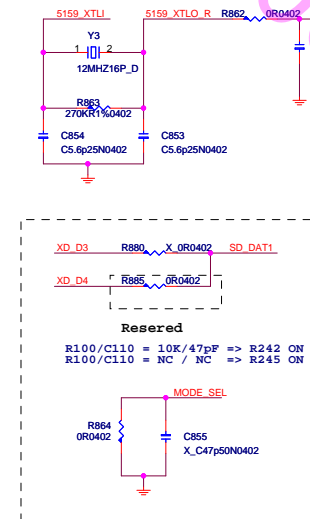 5159_XTLI 5159_XTLO_R R862 0R0402
Y3
1 2
12MHZ16P_D
R863
270KR1%0402
C854 C853
C5.6p25N0402 C5.6p25N0402
XD_D3 R880 X_0R0402 SD_DAT1
XD_D4 R885 0R0402
Resered
R100/C110 = 10K/47pF => R242 ON
R100/C110 = NC / NC => R245 ON
MODE_SEL
R864
0R0402
C855
X_C47p50N0402